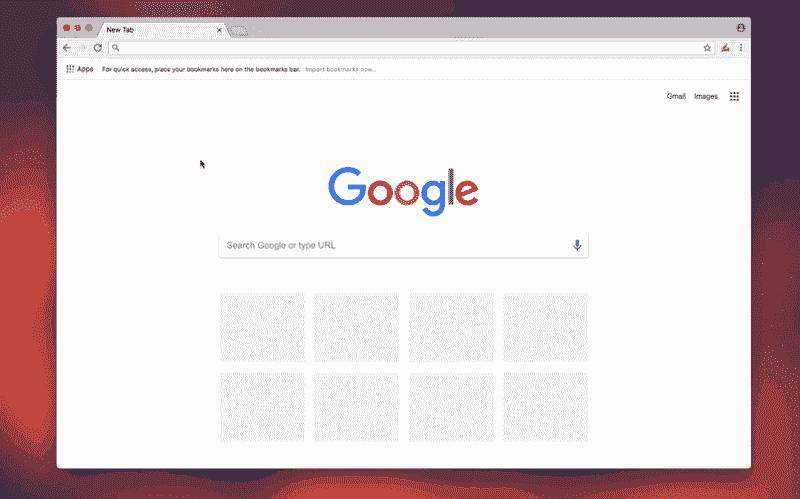 New Tab
Apps For quick access, place your bookmarks here on the bookmarks bar. Import bookmarks now...
Gmail Images
Google
Search Google or type URL